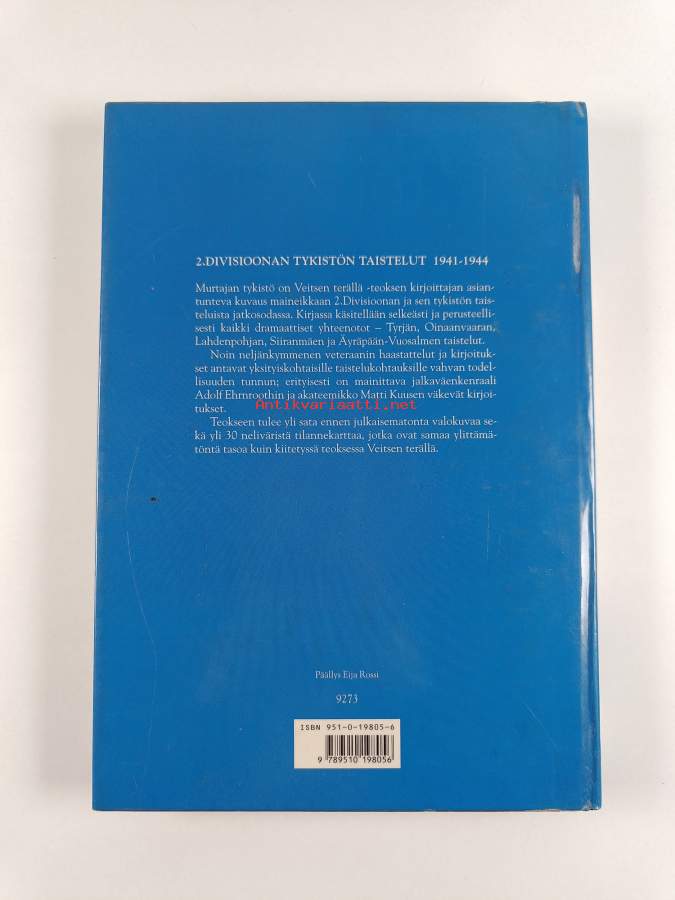 2.DIVISIOONAN TYKISTÖN TAISTELUT 1941-1944
Murtajan tykistö on Veitsen terällä -teoksen kirjoittajan asian-
tunteva kuvaus maineikkaan 2.Divisioonan ja sen tykistön tais-
teluista jatkosodassa. Kirjassa käsitellään selkeästi ja perusteelli-
sesti kaikki dramaattiset yhteenotot – Tyrjän, Oinaanvaaran,
Lahdenpohjan, Siiranmäen ja Äyräpään-Vuosalmen taistelut.
Noin neljänkymmenen veteraanin haastattelut ja kirjoituk-
set antavat yksityiskohtaisille taistelukohtauksille vahvan todel-
lisuuden tunnun; erityisesti on mainittava jalkaväenkenraali
Adolf Ehrnroothin ja akateemikko Matti Kuusen väkevät kirjoi-
tukset.
Antikvariaatti.net
Teokseen tulee yli sata ennen julkaisematonta valokuvaa se-
kä yli 30 neliväristä tilannekarttaa, jotka ovat samaa ylittämä-
töntä tasoa kuin kiitetyssä teoksessa Veitsen terällä.
Päällys Eija Rossi
9273
ISBN 951-0-19805-6
9 789510 198056